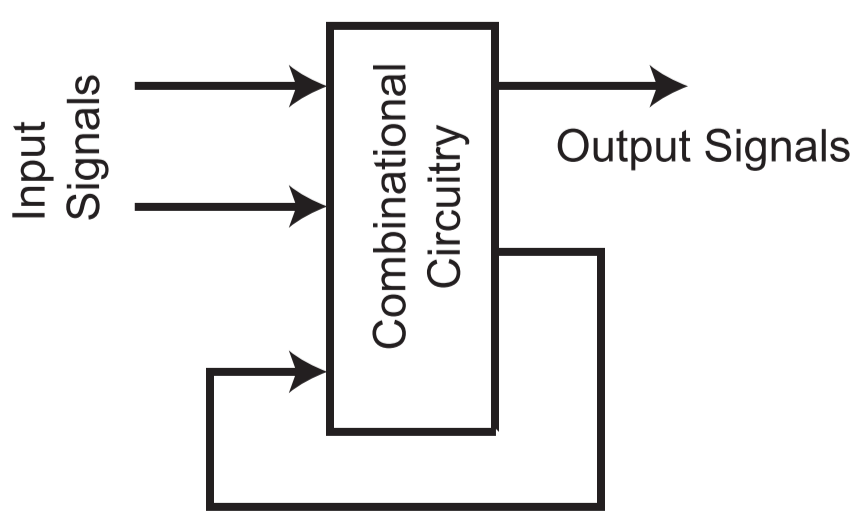 Input
Signals
Combinational
Circuitry
Output Signals